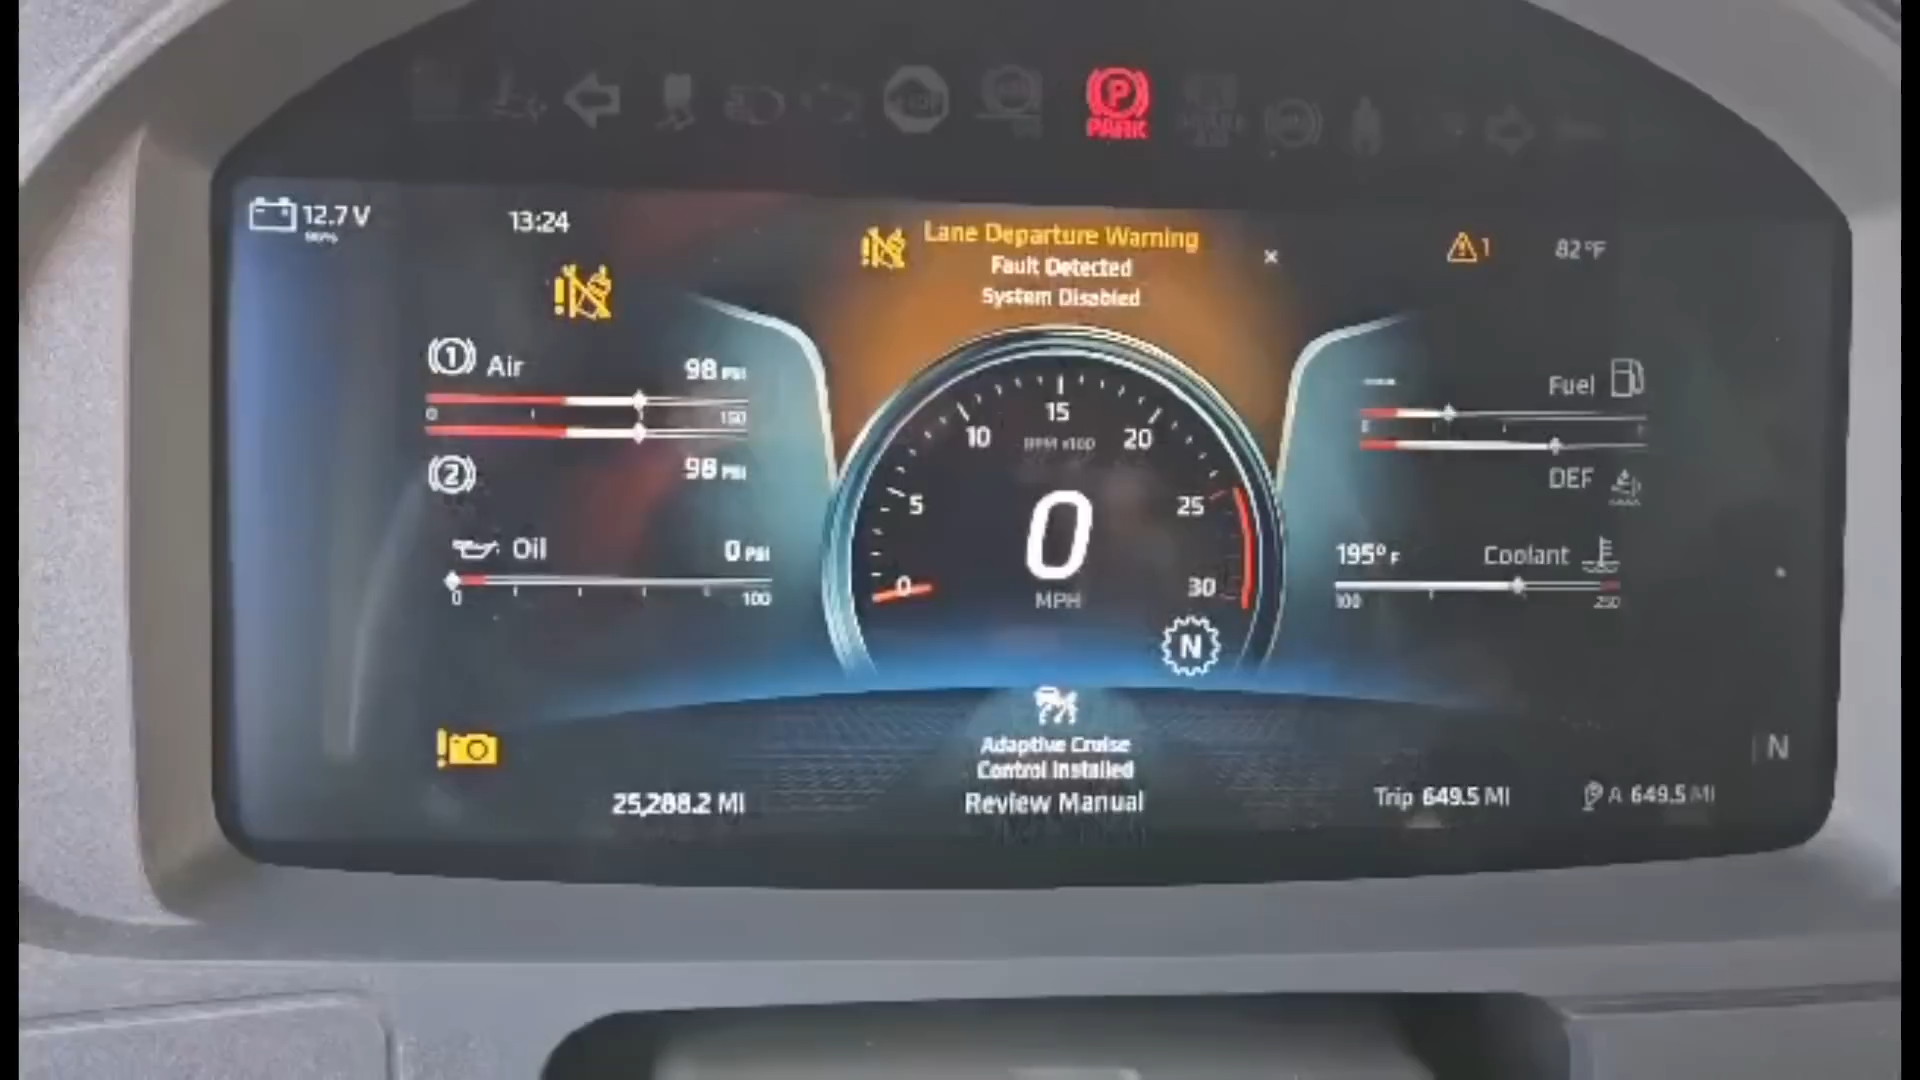 P
PARK
12.7 V
13:24
Lane Departure Warning
Fault Detected
System Disabled
×
1
82°F
1 Air 98 PSI
0 150
2 98 PSI
Oil 0 PSI
0 100
0 5 10 15 20 25 30
RPM x100
0
MPH
N
Fuel
DEF
195° F Coolant
100 250
Adaptive Cruise
Control Installed
Review Manual
25,288.2 MI
Trip 649.5 MI
A 649.5 MI
N